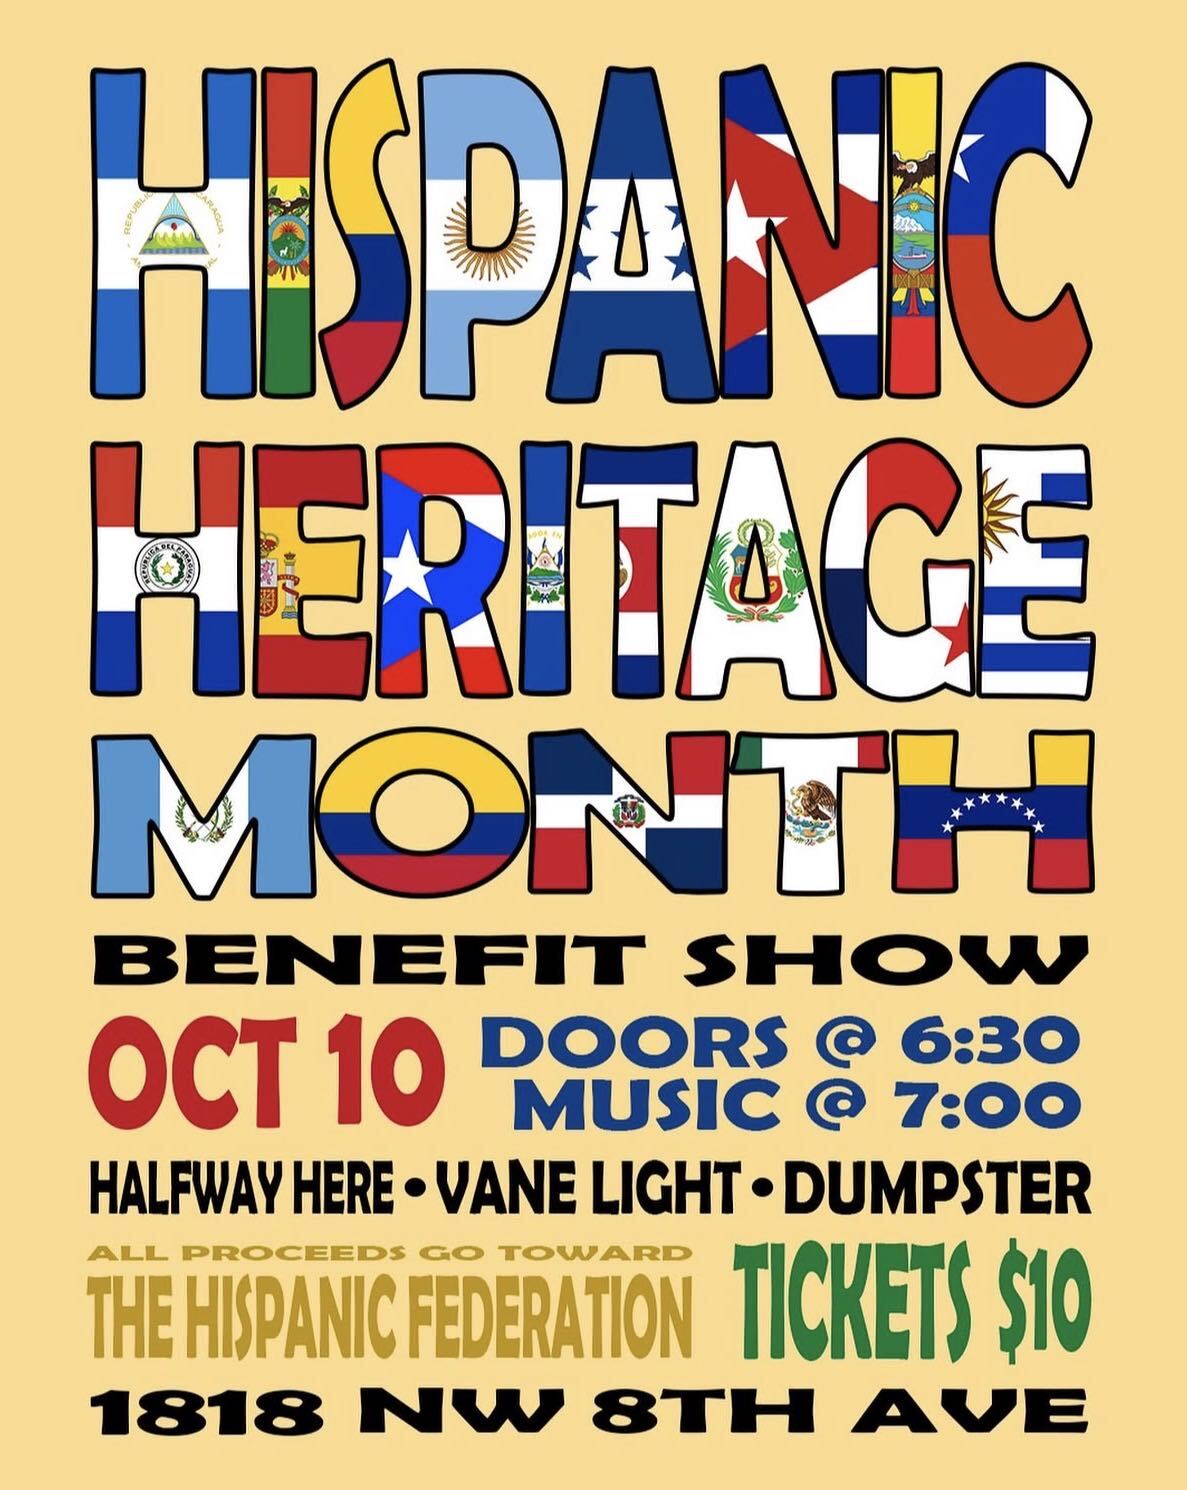 HISPANIC
HERITAGE
MONTH
BENEFIT SHOW
OCT 10
DOORS @ 6:30
MUSIC @ 7:00
HALFWAY HERE • VANE LIGHT • DUMPSTER
ALL PROCEEDS GO TOWARD
THE HISPANIC FEDERATION
TICKETS $10
1818 NW 8TH AVE